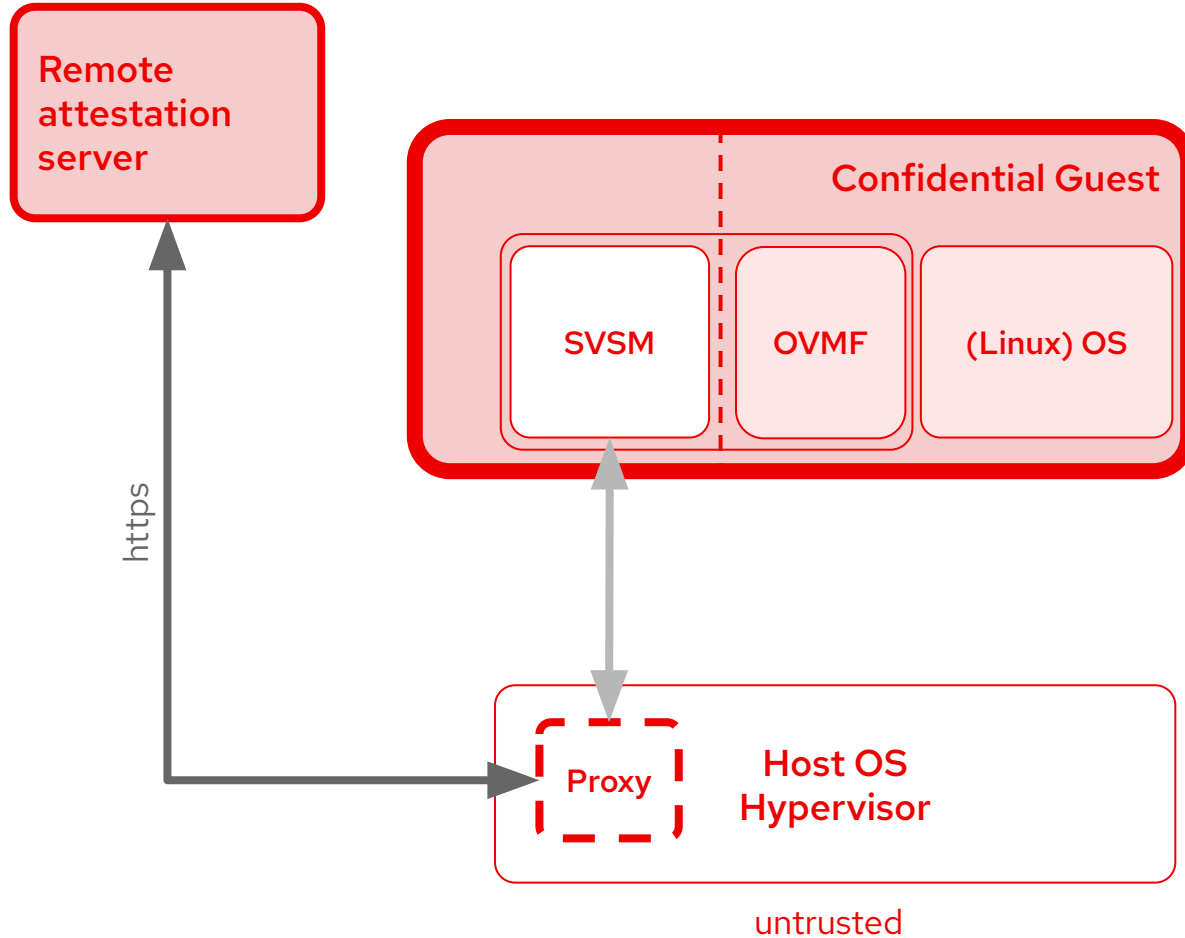 Remote
attestation
server
Confidential Guest
SVSM
OVMF
(Linux) OS
https
Proxy
Host OS
Hypervisor
untrusted